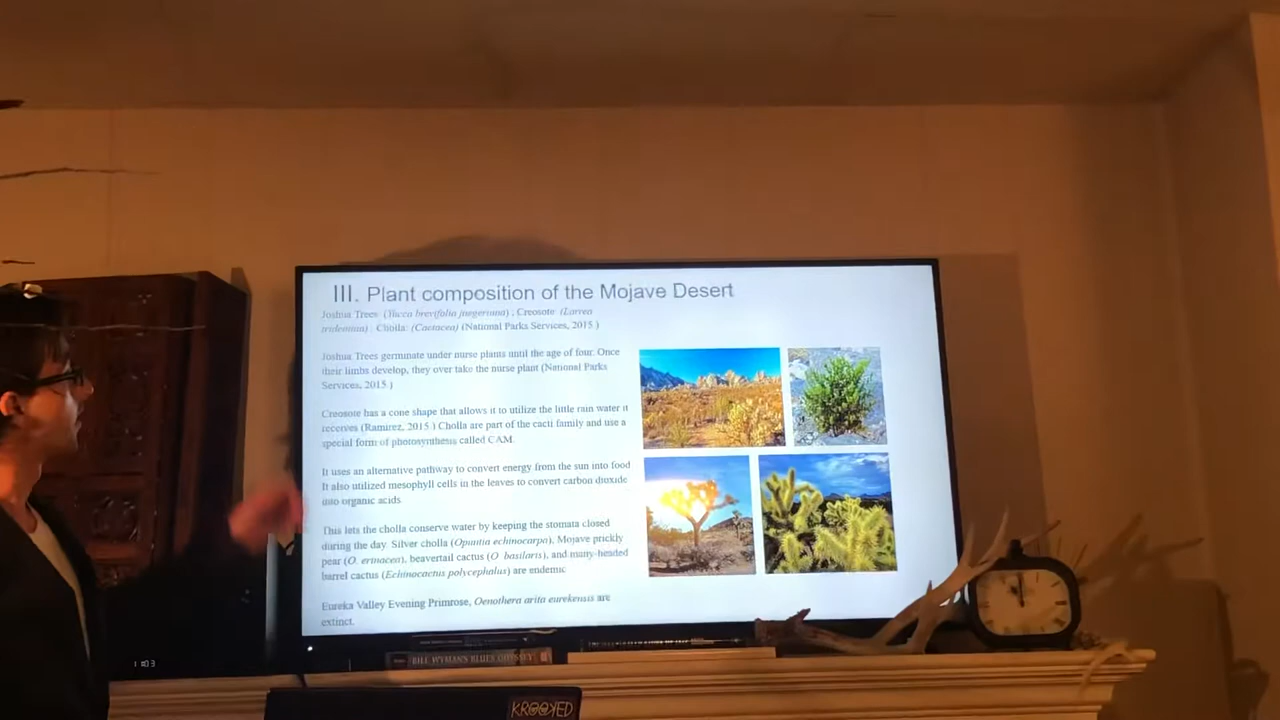 III. Plant composition of the Mojave Desert
Joshua Trees: (Yucca brevifolia jaegeriana) , Creosote: (Larrea
tridentata) , Cholla: (Cactacea) (National Parks Services, 2015.)
Joshua Trees germinate under nurse plants until the age of four. Once
their limbs develop, they over take the nurse plant (National Parks
Services, 2015.)
Creosote has a cone shape that allows it to utilize the little rain water it
receives (Ramirez, 2015.) Cholla are part of the cacti family and use a
special form of photosynthesis called CAM.
It uses an alternative pathway to convert energy from the sun into food
It also utilized mesophyll cells in the leaves to convert carbon dioxide
into organic acids
This lets the cholla conserve water by keeping the stomata closed
during the day. Silver cholla (Opuntia echinocarpa), Mojave prickly
pear (O. erinacea), beavertail cactus (O. basilaris), and many-headed
barrel cactus (Echinocactus polycephalus) are endemic
Eureka Valley Evening Primrose, Oenothera arita eurekensis are
extinct.
BILL WYMAN'S BLUES ODYSSEY
KROOKED